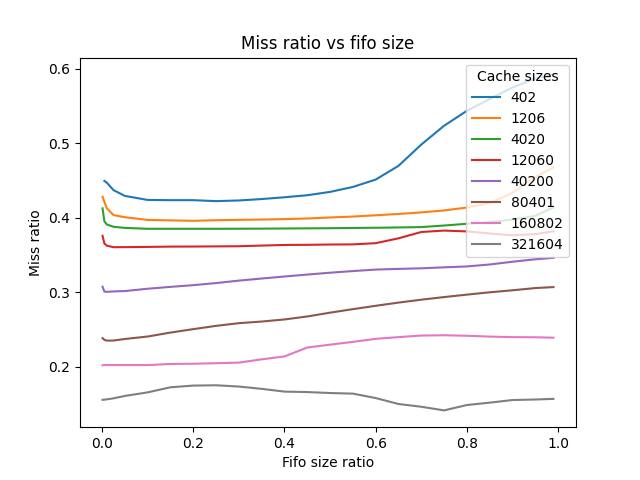 Miss ratio vs fifo size
Cache sizes
402
1206
4020
12060
40200
80401
160802
321604
Miss ratio
0.6
0.5
0.4
0.3
0.2
0.0 0.2 0.4 0.6 0.8 1.0
Fifo size ratio